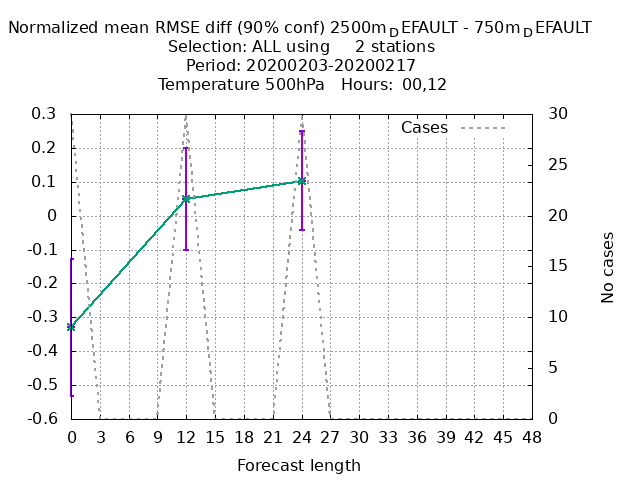 Normalized mean RMSE diff (90% conf) 2500m_DEFAULT - 750m_DEFAULT
Selection: ALL using 2 stations
Period: 20200203-20200217
Temperature 500hPa Hours: 00,12
Cases
0.3
0.2
0.1
0
-0.1
-0.2
-0.3
-0.4
-0.5
-0.6
30
25
20
15
10
5
0
No cases
0 3 6 9 12 15 18 21 24 27 30 33 36 39 42 45 48
Forecast length